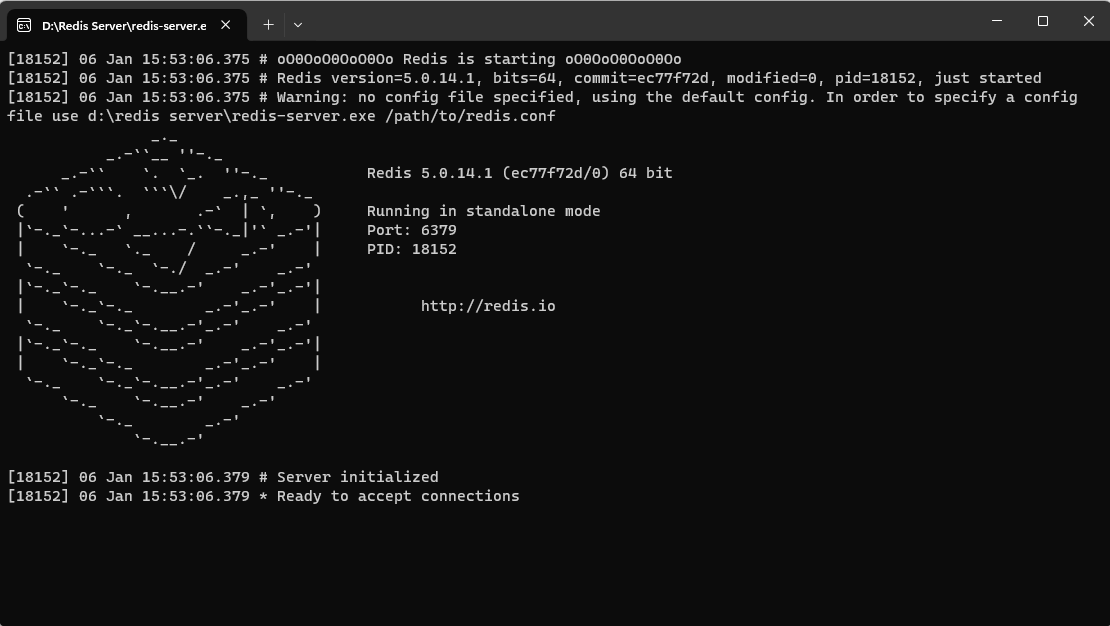 D:\Redis Server\redis-server.e
[18152] 06 Jan 15:53:06.375 # oO0OoO0OoO0Oo Redis is starting oO0OoO0OoO0Oo
[18152] 06 Jan 15:53:06.375 # Redis version=5.0.14.1, bits=64, commit=ec77f72d, modified=0, pid=18152, just started
[18152] 06 Jan 15:53:06.375 # Warning: no config file specified, using the default config. In order to specify a config
file use d:\redis server\redis-server.exe /path/to/redis.conf
Redis 5.0.14.1 (ec77f72d/0) 64 bit
Running in standalone mode
Port: 6379
PID: 18152
http://redis.io
[18152] 06 Jan 15:53:06.379 # Server initialized
[18152] 06 Jan 15:53:06.379 * Ready to accept connections